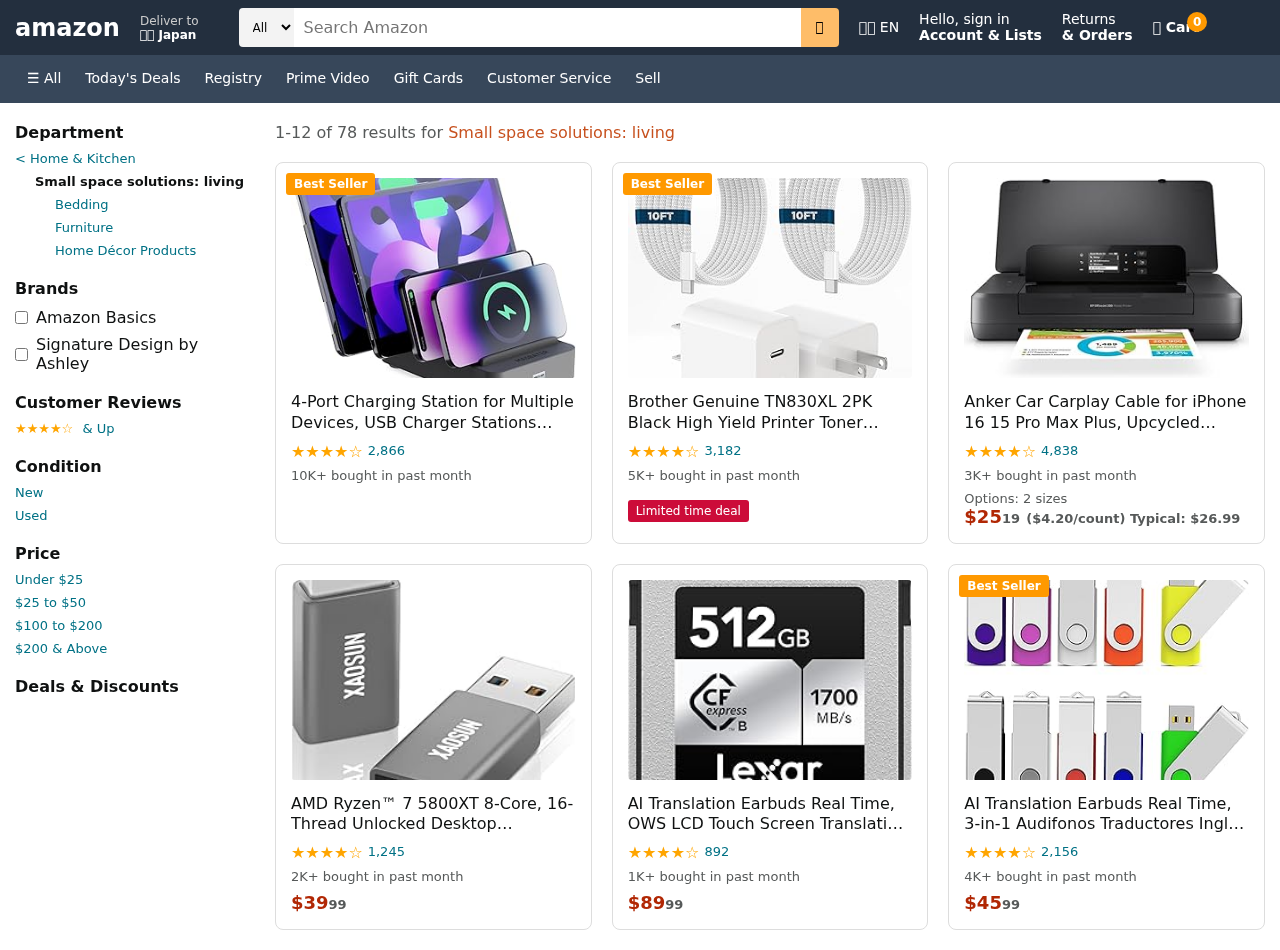 amazon
Deliver to
Japan
All
Search Amazon
EN
Hello, sign in
Account & Lists
Returns
& Orders
0
☰ All
Today's Deals
Registry
Prime Video
Gift Cards
Customer Service
Sell
Department
< Home & Kitchen
Small space solutions: living
Bedding
Furniture
Home Décor Products
Brands
Amazon Basics
Signature Design by
Ashley
Customer Reviews
★★★★☆ & Up
Condition
New
Used
Price
Under $25
$25 to $50
$100 to $200
$200 & Above
Deals & Discounts
1-12 of 78 results for Small space solutions: living
Best Seller
4-Port Charging Station for Multiple
Devices, USB Charger Stations…
★★★★☆ 2,866
10K+ bought in past month
Best Seller
10FT
10FT
Brother Genuine TN830XL 2PK
Black High Yield Printer Toner…
★★★★☆ 3,182
5K+ bought in past month
Limited time deal
Anker Car Carplay Cable for iPhone
16 15 Pro Max Plus, Upcycled…
★★★★☆ 4,838
3K+ bought in past month
Options: 2 sizes
$2519 ($4.20/count) Typical: $26.99
XAOSUN
XAOSUN
AMD Ryzen™ 7 5800XT 8-Core, 16-
Thread Unlocked Desktop…
★★★★☆ 1,245
2K+ bought in past month
$3999
512GB
CF
express
B
1700
MB/s
Lexar
AI Translation Earbuds Real Time,
OWS LCD Touch Screen Translati…
★★★★☆ 892
1K+ bought in past month
$8999
Best Seller
AI Translation Earbuds Real Time,
3-in-1 Audifonos Traductores Ingl…
★★★★☆ 2,156
4K+ bought in past month
$4599